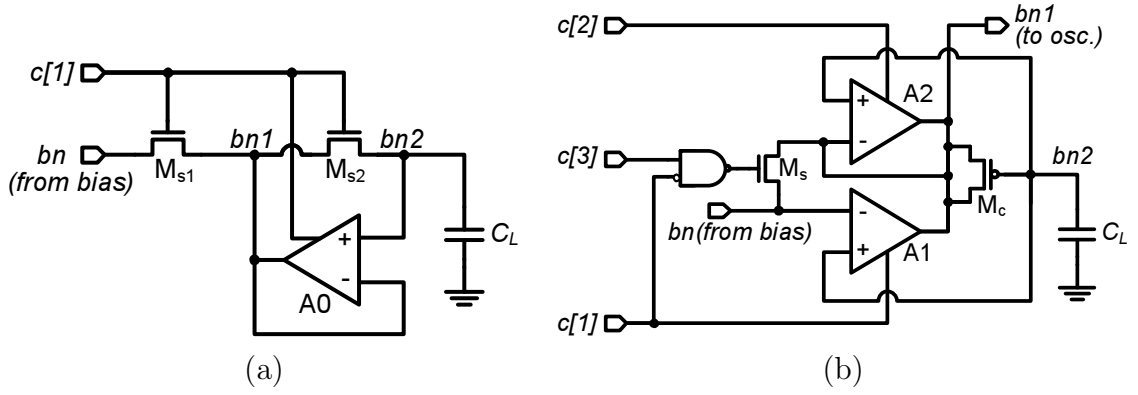 c[1]
bn
(from bias)
bn1
bn2
Ms1
Ms2
+
-
A0
CL
(a)
c[2]
bn1
(to osc.)
+
-
A2
c[3]
Ms
bn(from bias)
-
+
A1
Mc
bn2
CL
c[1]
(b)